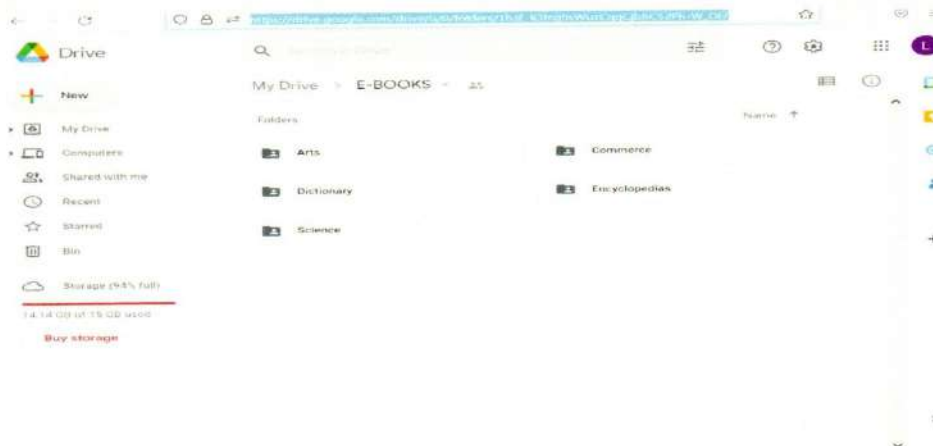 Drive
My Drive > E-BOOKS
New
Folders
Name
My Drive
Computers
Arts
Commerce
Shared with me
Dictionary
Encyclopedias
Recent
Starred
Science
Bin
Storage (94% full)
14.14 GB of 15 GB used
Buy storage
L